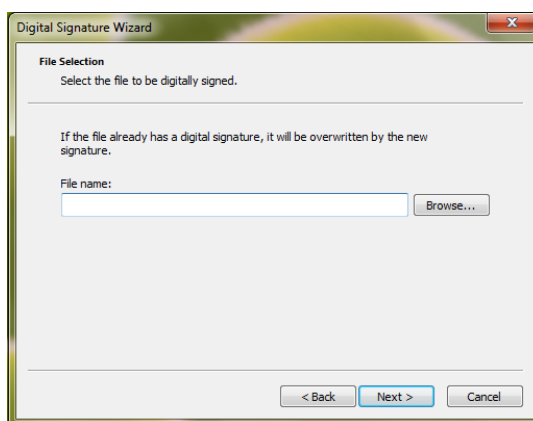 Digital Signature Wizard
File Selection
Select the file to be digitally signed.
If the file already has a digital signature, it will be overwritten by the new
signature.
File name:
Browse...
< Back Next > Cancel